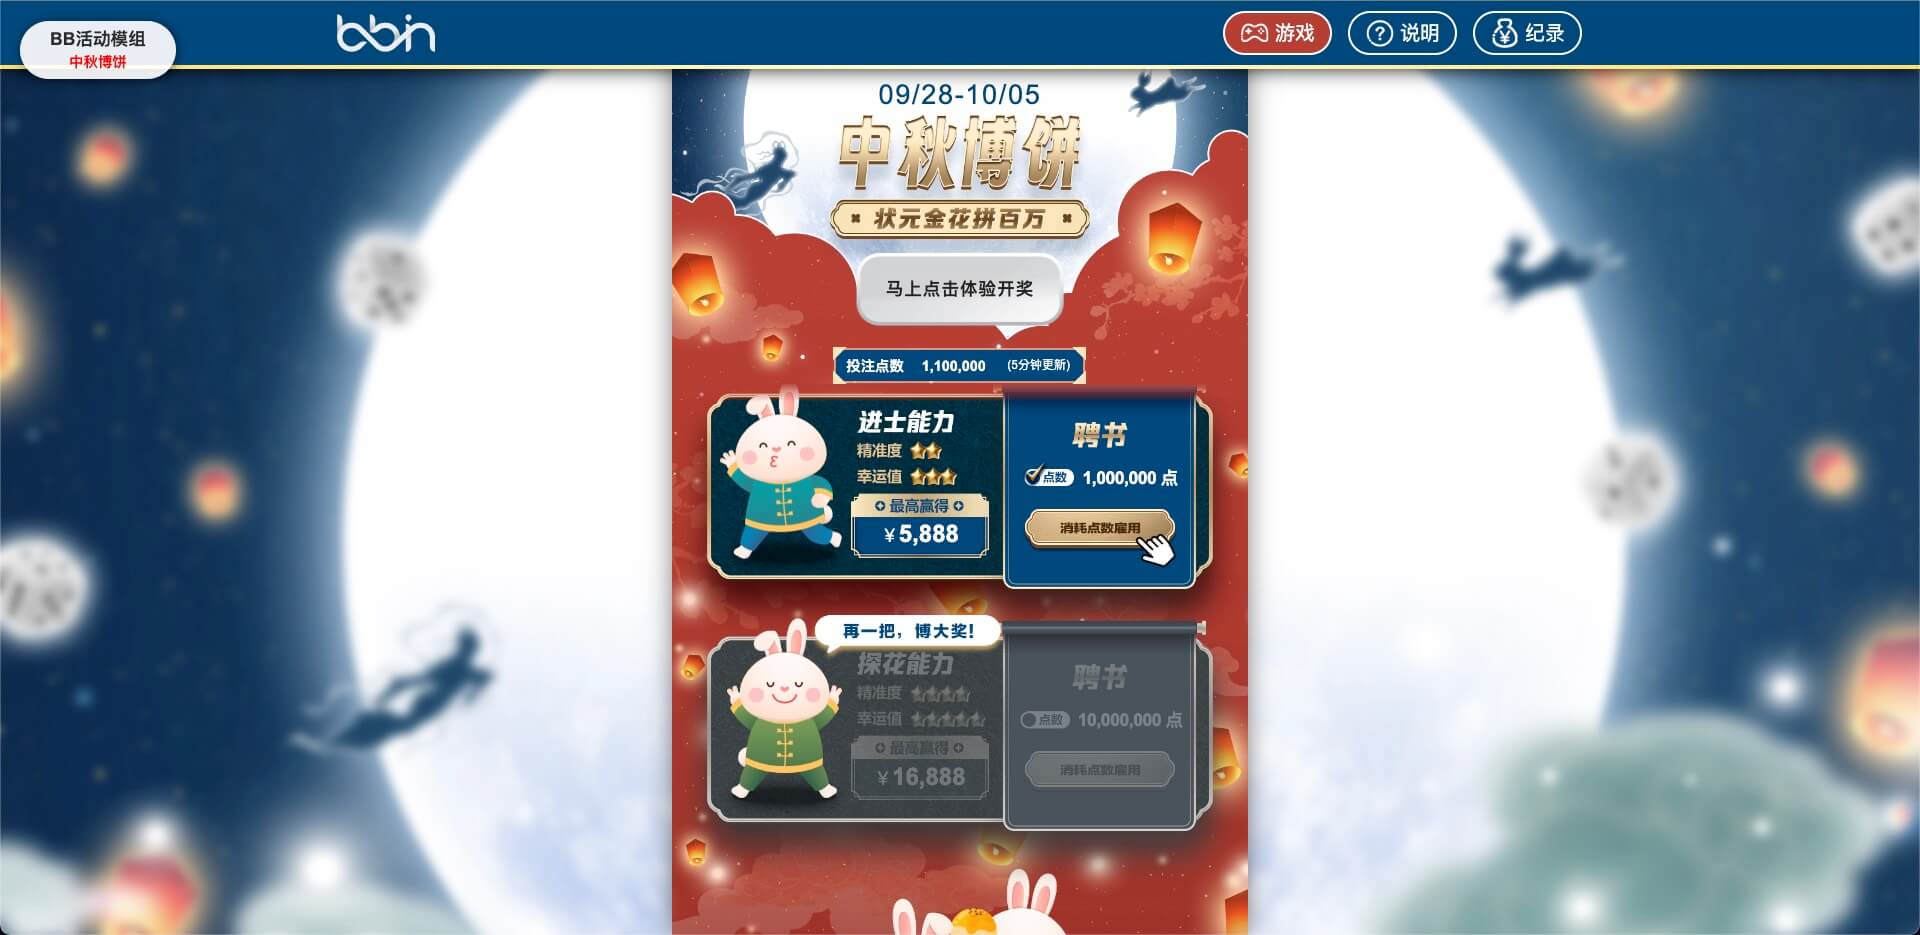 BB活动模组
中秋博饼
bbin
游戏
说明
纪录
09/28-10/05
中秋博饼
状元金花拼百万
马上点击体验开奖
投注点数 1,100,000 (5分钟更新)
进士能力
精准度
幸运值
最高赢得
¥5,888
聘书
点数 1,000,000 点
消耗点数雇用
再一把，博大奖!
探花能力
精准度
幸运值
最高赢得
¥16,888
聘书
点数 10,000,000 点
消耗点数雇用